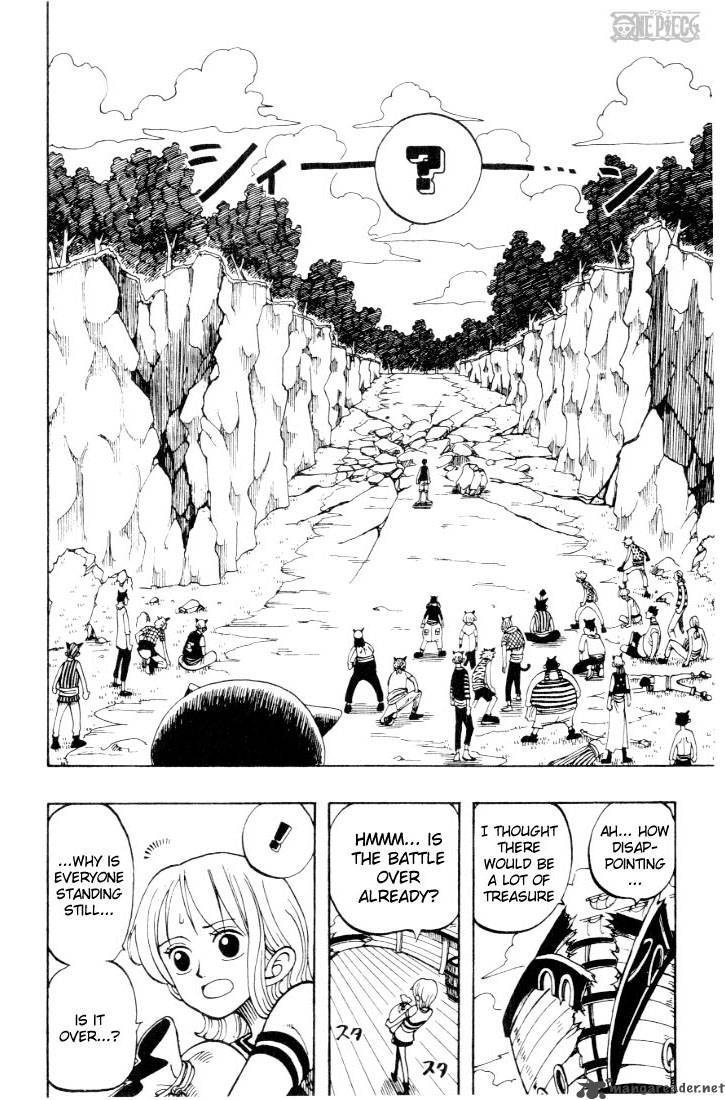 ONE PIECE
シィ
?
ン
AH... HOW
DISAP-
POINTING
...
I THOUGHT
THERE
WOULD BE
A LOT OF
TREASURE
HMMM... IS
THE BATTLE
OVER
ALREADY?
スタ
スタ
!
...WHY IS
EVERYONE
STANDING
STILL...
IS IT
OVER...?
mangareader.net